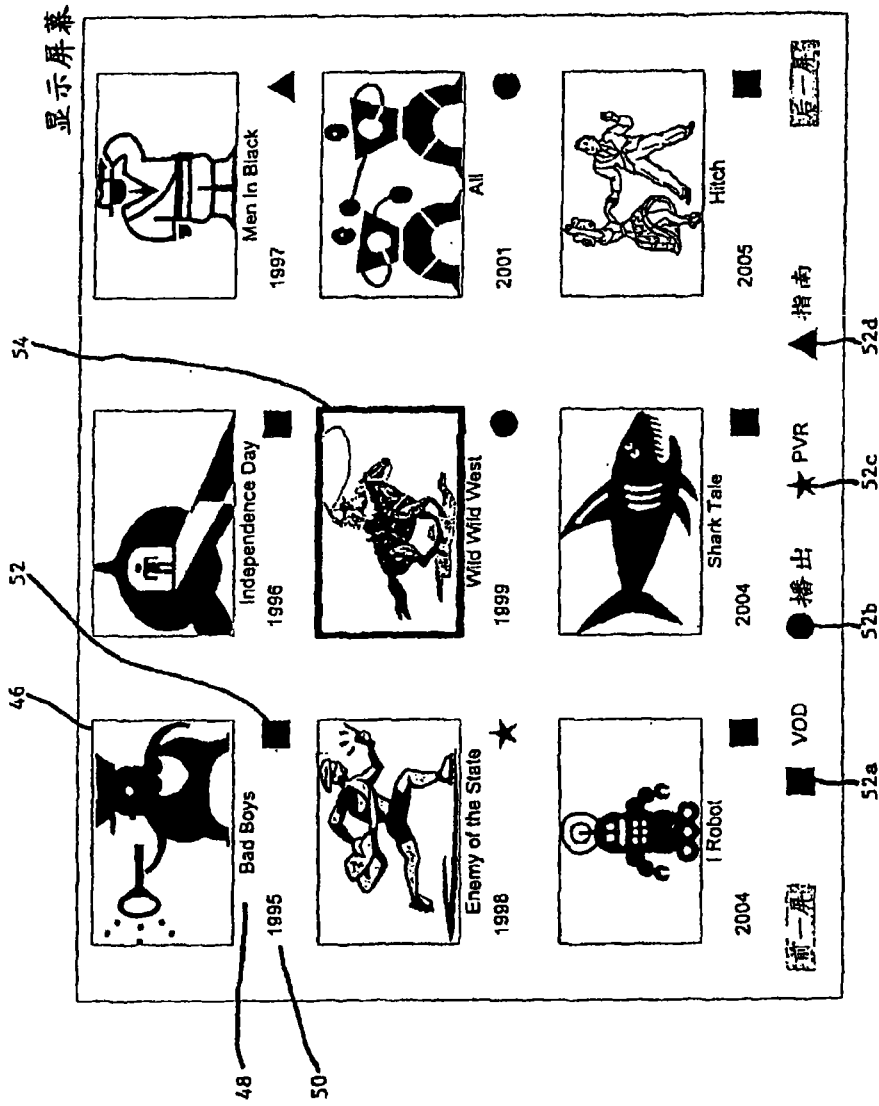 46 52 54
显示屏幕
48
50
Bad Boys
1995
Independence Day
1996
Men In Black
1997
Enemy of the State
1998
Wild Wild West
1999
Ali
2001
I Robot
2004
Shark Tale
2004
Hitch
2005
前一屏 VOD 播出 PVR 指南 后一屏
52a 52b 52c 52d